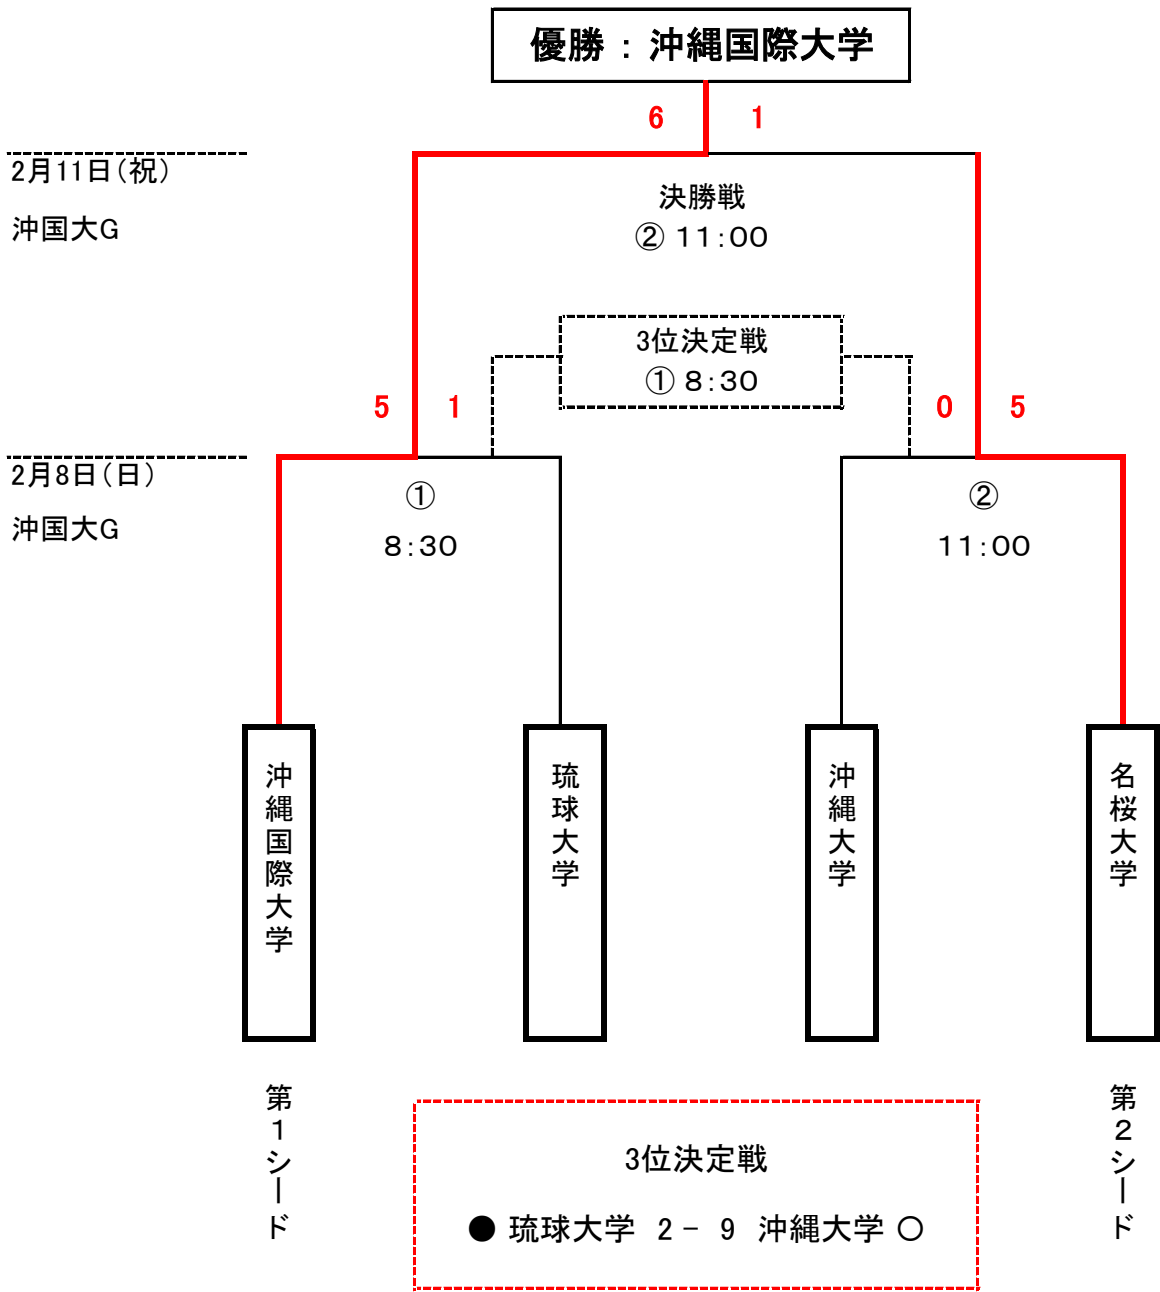 優勝 : 沖縄国際大学
6 1
2月11日(祝)
沖国大G
決勝戦
② 11:00
3位決定戦
① 8:30
5 1 0 5
2月8日(日)
沖国大G
①
8:30
②
11:00
沖縄国際大学
琉球大学
沖縄大学
名桜大学
第1シード
第2シード
3位決定戦
● 琉球大学 2 - 9 沖縄大学 ○